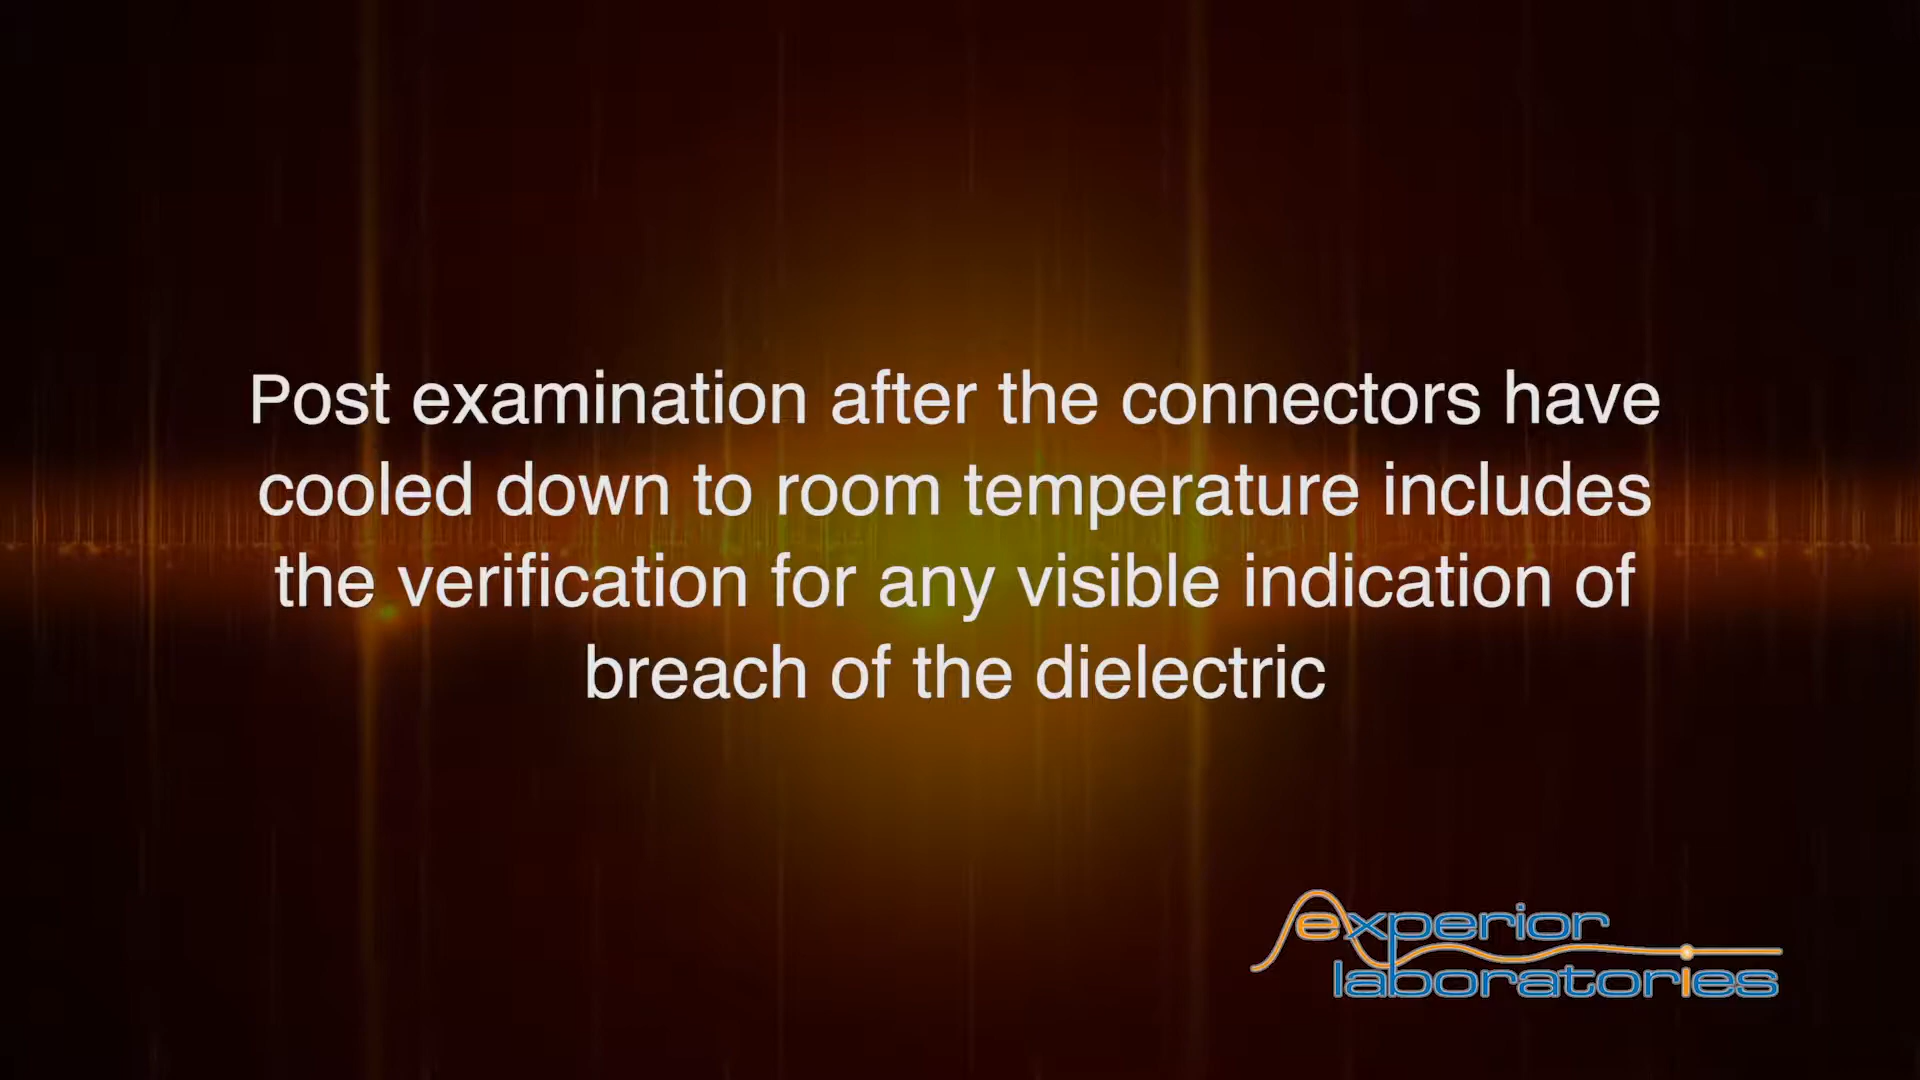 Post examination after the connectors have
cooled down to room temperature includes
the verification for any visible indication of
breach of the dielectric
experior
laboratories